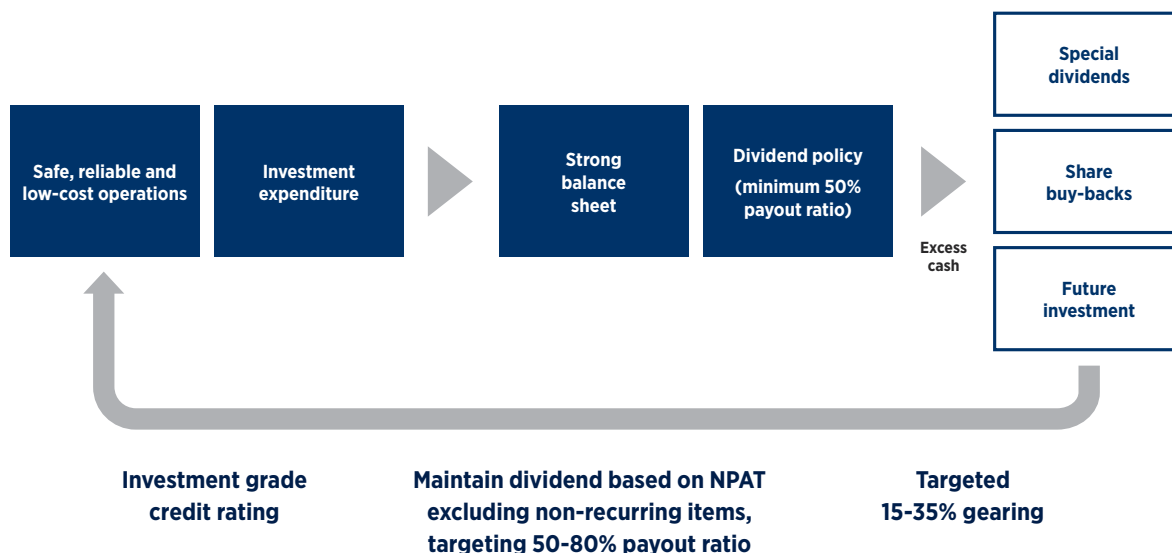 Safe, reliable and
low-cost operations
Investment
expenditure
Strong
balance
sheet
Dividend policy
(minimum 50%
payout ratio)
Excess
cash
Special
dividends
Share
buy-backs
Future
investment
Investment grade
credit rating
Maintain dividend based on NPAT
excluding non-recurring items,
targeting 50-80% payout ratio
Targeted
15-35% gearing